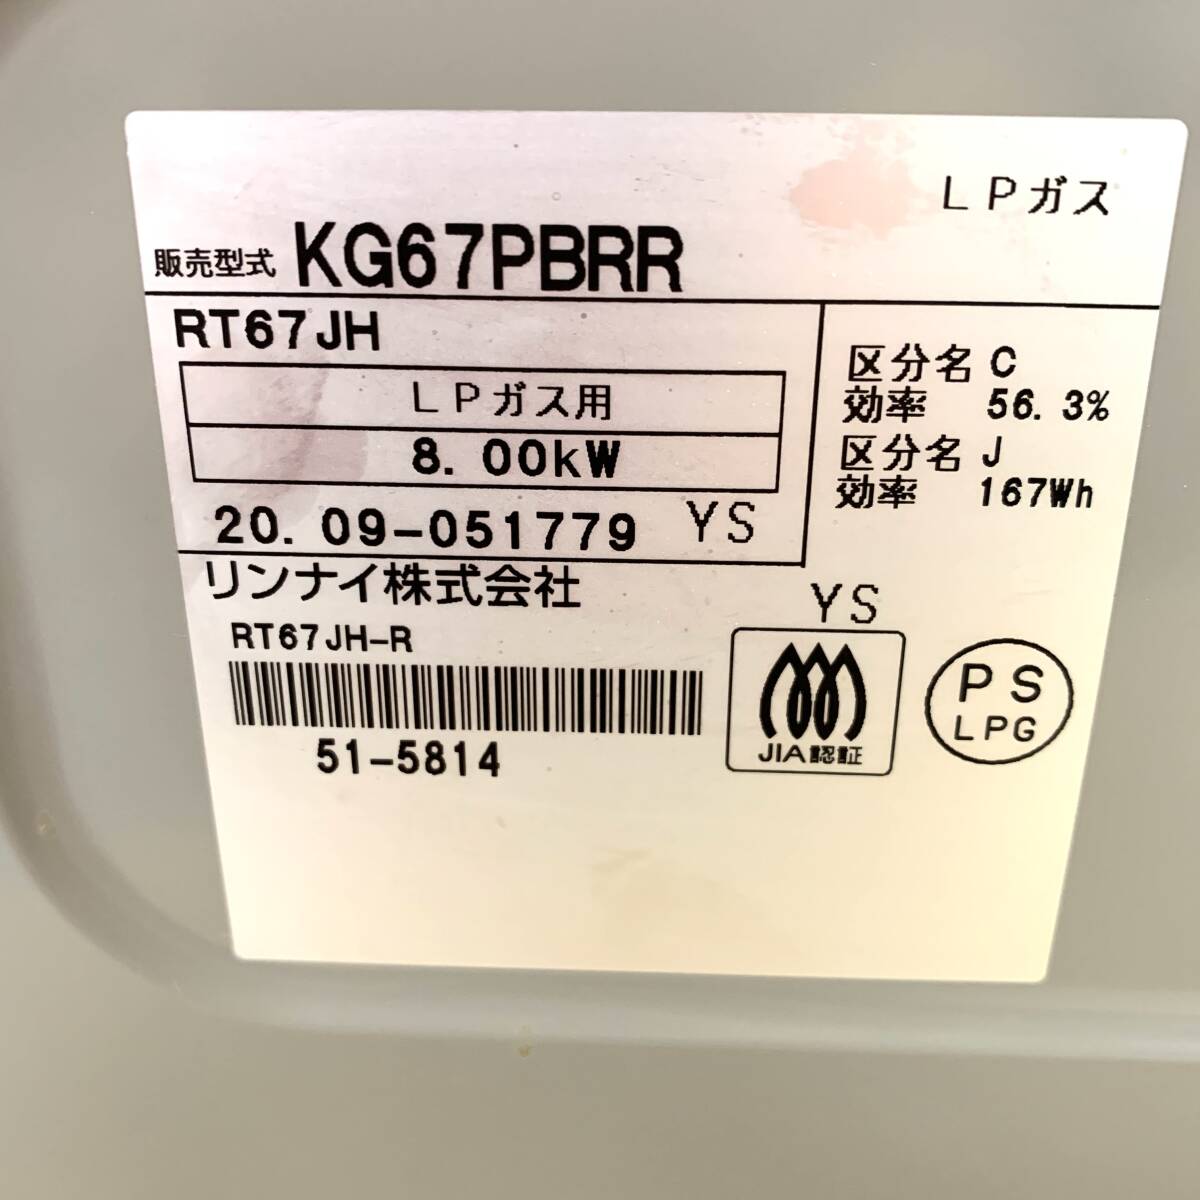 LPガス
販売型式 KG67PBRR
RT67JH
LPガス用
8.00kW
20.09-051779 YS
区分名 C
効率 56.3%
区分名 J
効率 167Wh
リンナイ株式会社
YS
RT67JH-R
51-5814
JIA認証
PS
LPG